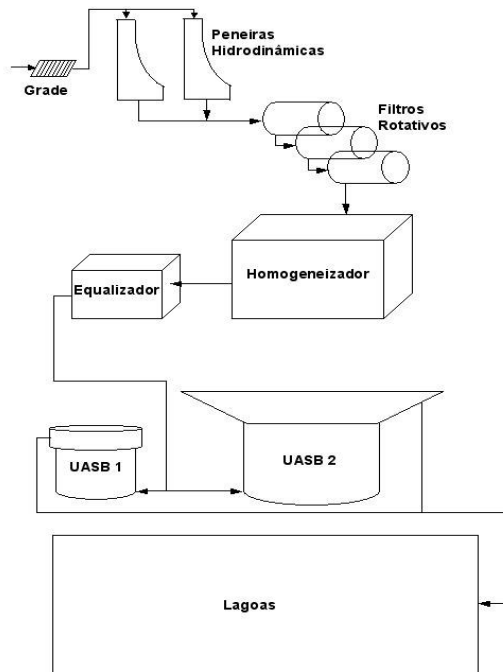 Peneiras
Hidrodinâmicas
Grade
Filtros
Rotativos
Homogeneizador
Equalizador
UASB 1
UASB 2
Lagoas